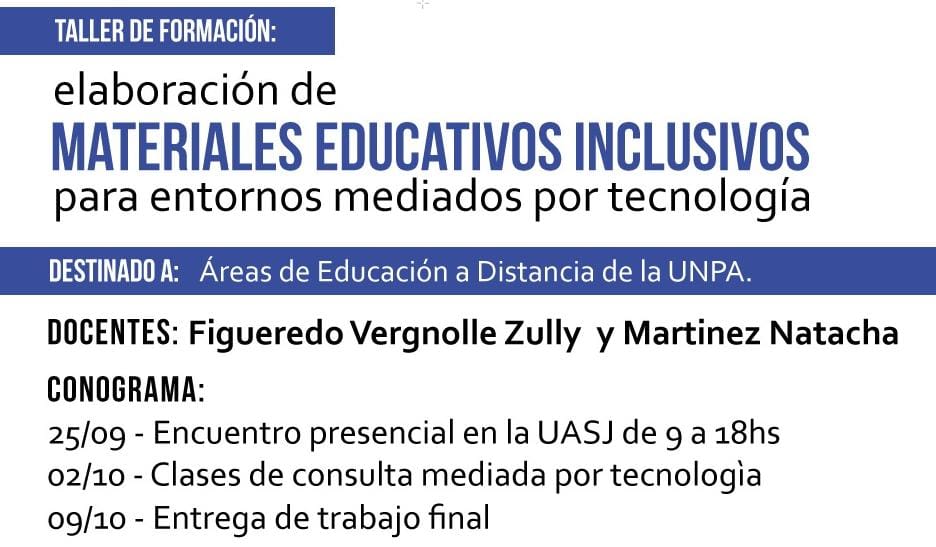 TALLER DE FORMACIÓN:
elaboración de
MATERIALES EDUCATIVOS INCLUSIVOS
para entornos mediados por tecnología
DESTINADO A: Áreas de Educación a Distancia de la UNPA.
DOCENTES: Figueredo Vergnolle Zully y Martinez Natacha
CONOGRAMA:
25/09 - Encuentro presencial en la UASJ de 9 a 18hs
02/10 - Clases de consulta mediada por tecnologìa
09/10 - Entrega de trabajo final